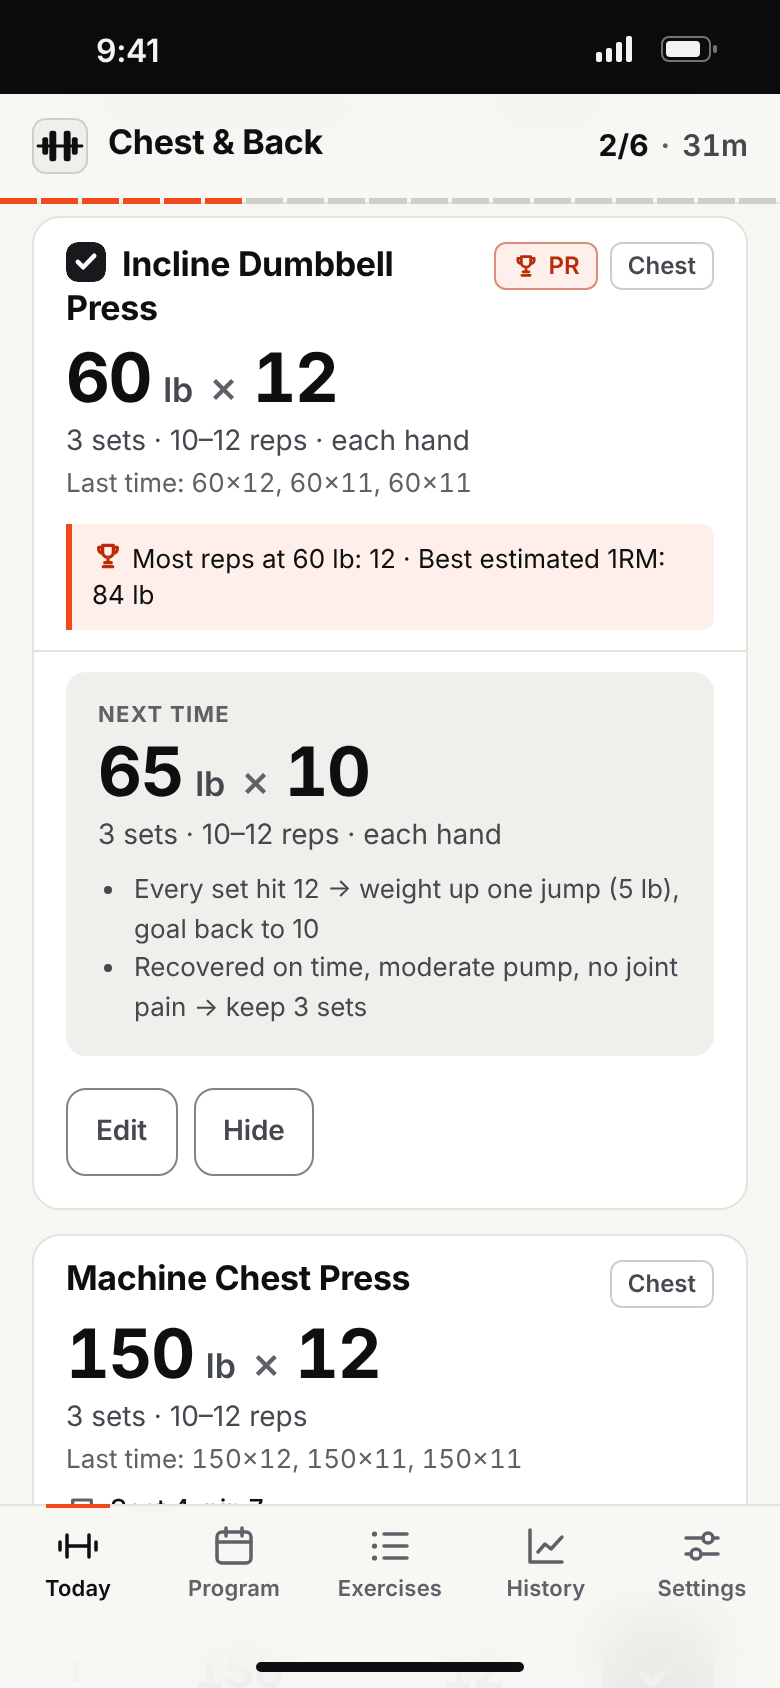 9:41
Chest & Back
2/6 · 31m
Incline Dumbbell
Press
PR
Chest
60 lb × 12
3 sets · 10–12 reps · each hand
Last time: 60×12, 60×11, 60×11
Most reps at 60 lb: 12 · Best estimated 1RM:
84 lb
NEXT TIME
65 lb × 10
3 sets · 10–12 reps · each hand
• Every set hit 12 → weight up one jump (5 lb),
goal back to 10
• Recovered on time, moderate pump, no joint
pain → keep 3 sets
Edit
Hide
Machine Chest Press
Chest
150 lb × 12
3 sets · 10–12 reps
Last time: 150×12, 150×11, 150×11
Today
Program
Exercises
History
Settings